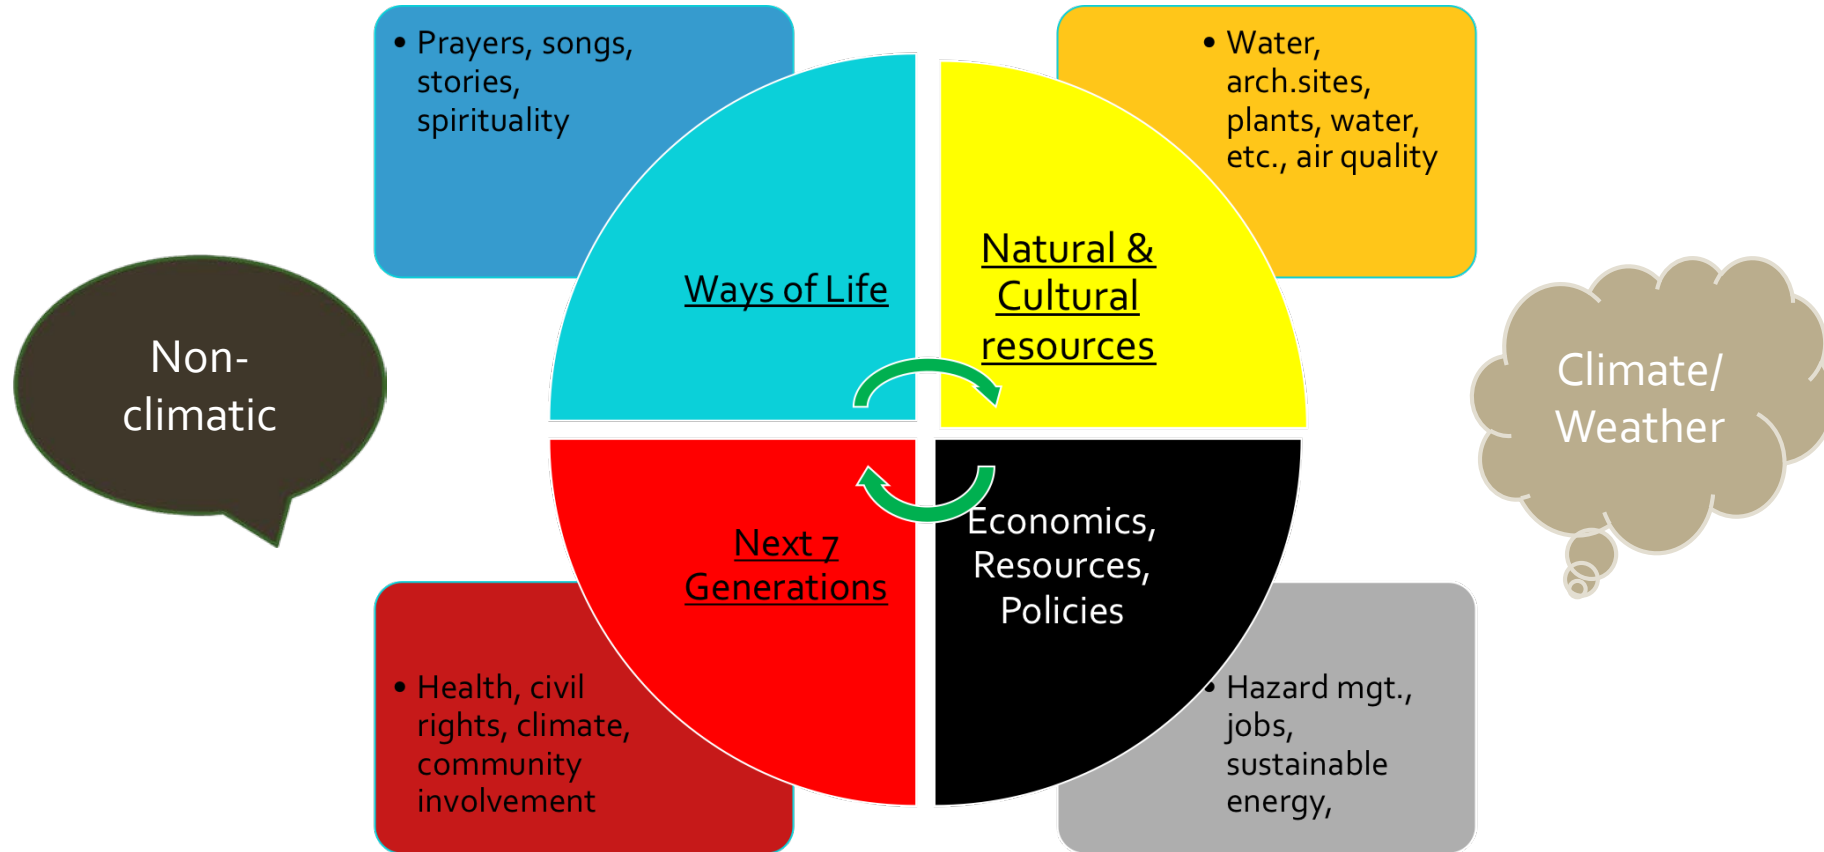 • Prayers, songs,
stories,
spirituality
• Water,
arch.sites,
plants, water,
etc., air quality
Ways of Life
Natural &
Cultural
resources
Non-
climatic
Climate/
Weather
Next 7
Generations
Economics,
Resources,
Policies
• Health, civil
rights, climate,
community
involvement
• Hazard mgt.,
jobs,
sustainable
energy,